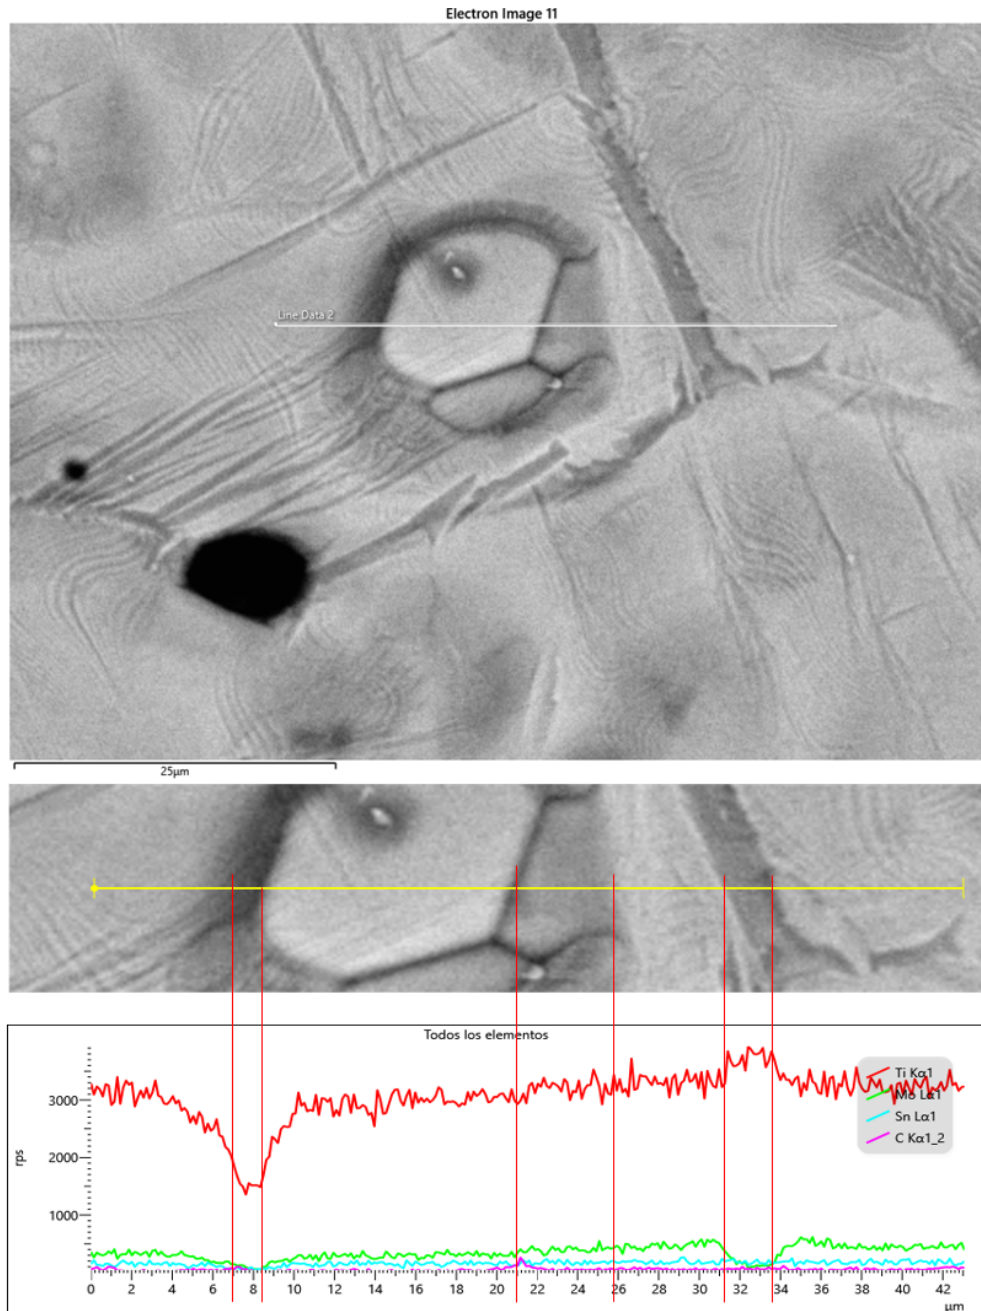 Electron Image 11
Line Data 2
25µm
Todos los elementos
3000
2000
1000
rps
Ti Kα1
Mo Lα1
Sn Lα1
C Kα1_2
0 2 4 6 8 10 12 14 16 18 20 22 24 26 28 30 32 34 36 38 40 42
µm